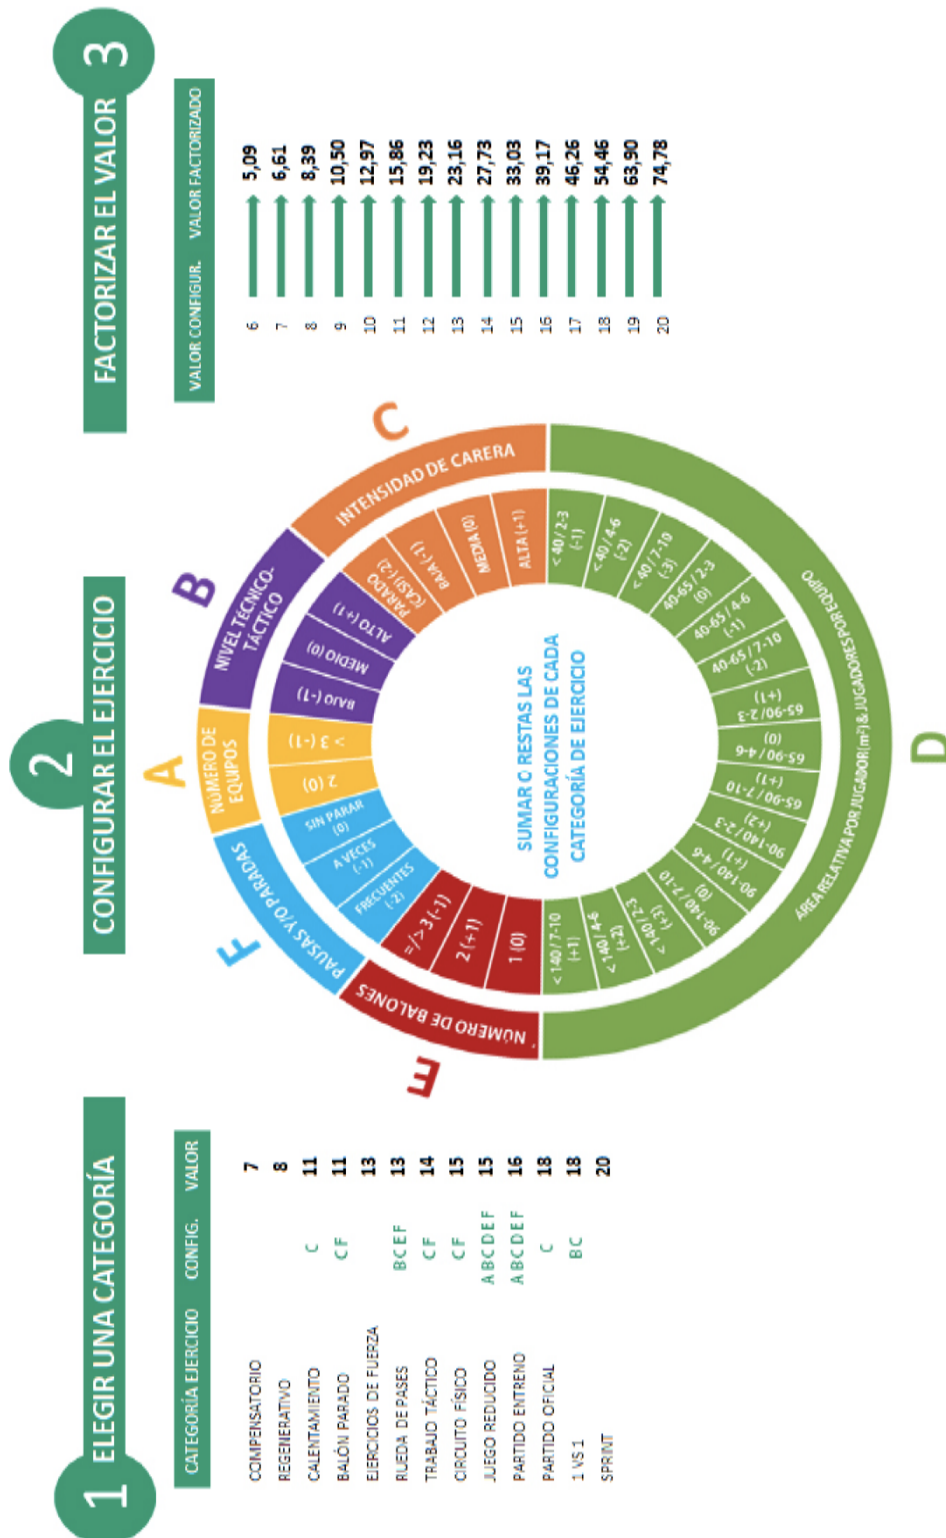 1 ELEGIR UNA CATEGORÍA
CATEGORÍA EJERCICIO CONFIG. VALOR
COMPENSATORIO 7
REGENERATIVO 8
CALENTAMIENTO C 11
BALÓN PARADO C F 11
EJERCICIOS DE FUERZA 13
RUEDA DE PASES B C E F 13
TRABAJO TÁCTICO C F 14
CIRCUITO FÍSICO C F 15
JUEGO REDUCIDO A B C D E F 15
PARTIDO ENTRENO A B C D E F 16
PARTIDO OFICIAL C 18
1 VS 1 B C 18
SPRINT 20
2
CONFIGURAR EL EJERCICIO
A
NÚMERO DE
EQUIPOS
2 (0)
> 3 (-1)
B
NIVEL TÉCNICO-
TÁCTICO
BAJO (-1)
MEDIO (0)
ALTO (+1)
C
INTENSIDAD DE CARERA
PARADO
(CASI) (-2)
BAJA (-1)
MEDIA (0)
ALTA (+1)
D
ÁREA RELATIVA POR JUGADOR (m²) & JUGADORES POR EQUIPO
< 40 / 2-3
(-1)
< 40 / 4-6
(-2)
< 40 / 7-10
(-3)
40-65 / 2-3
(0)
40-65 / 4-6
(-1)
40-65 / 7-10
(-2)
65-90 / 2-3
(+1)
65-90 / 4-6
(0)
65-90 / 7-10
(+1)
90-140 / 2-3
(+2)
90-140 / 4-6
(+1)
90-140 / 7-10
(0)
< 140 / 2-3
(+3)
< 140 / 4-6
(+2)
< 140 / 7-10
(+1)
E
NÚMERO DE BALONES
1 (0)
2 (+1)
=/> 3 (-1)
F
PAUSAS Y/O PARADAS
FRECUENTES
(-2)
A VECES
(-1)
SIN PARAR
(0)
SUMAR O RESTAS LAS
CONFIGURACIONES DE CADA
CATEGORÍA DE EJERCICIO
FACTORIZAR EL VALOR 3
VALOR CONFIGUR. VALOR FACTORIZADO
6 5,09
7 6,61
8 8,39
9 10,50
10 12,97
11 15,86
12 19,23
13 23,16
14 27,73
15 33,03
16 39,17
17 46,26
18 54,46
19 63,90
20 74,78